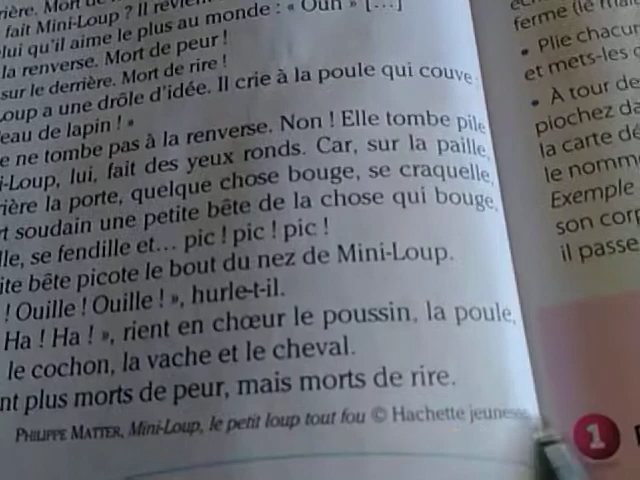 fait Mini-Loup ? Il revient
lui qu'il aime le plus au monde : « Ouh » [...]
la renverse. Mort de peur !
sur le derrière. Mort de rire !
oup a une drôle d'idée. Il crie à la poule qui couve
eau de lapin ! »
e ne tombe pas à la renverse. Non ! Elle tombe pile
i-Loup, lui, fait des yeux ronds. Car, sur la paille,
ière la porte, quelque chose bouge, se craquelle,
rt soudain une petite bête de la chose qui bouge,
lle, se fendille et... pic ! pic ! pic !
ite bête picote le bout du nez de Mini-Loup.
! Ouille ! Ouille ! », hurle-t-il.
Ha ! Ha ! », rient en chœur le poussin, la poule,
le cochon, la vache et le cheval.
nt plus morts de peur, mais morts de rire.
PHILIPPE MATTER, Mini-Loup, le petit loup tout fou © Hachette jeunesse
ferme (le
• Plie chacun
et mets-les
• À tour de
piochez da
la carte de
le nomm
Exemple
son corp
il passe
1